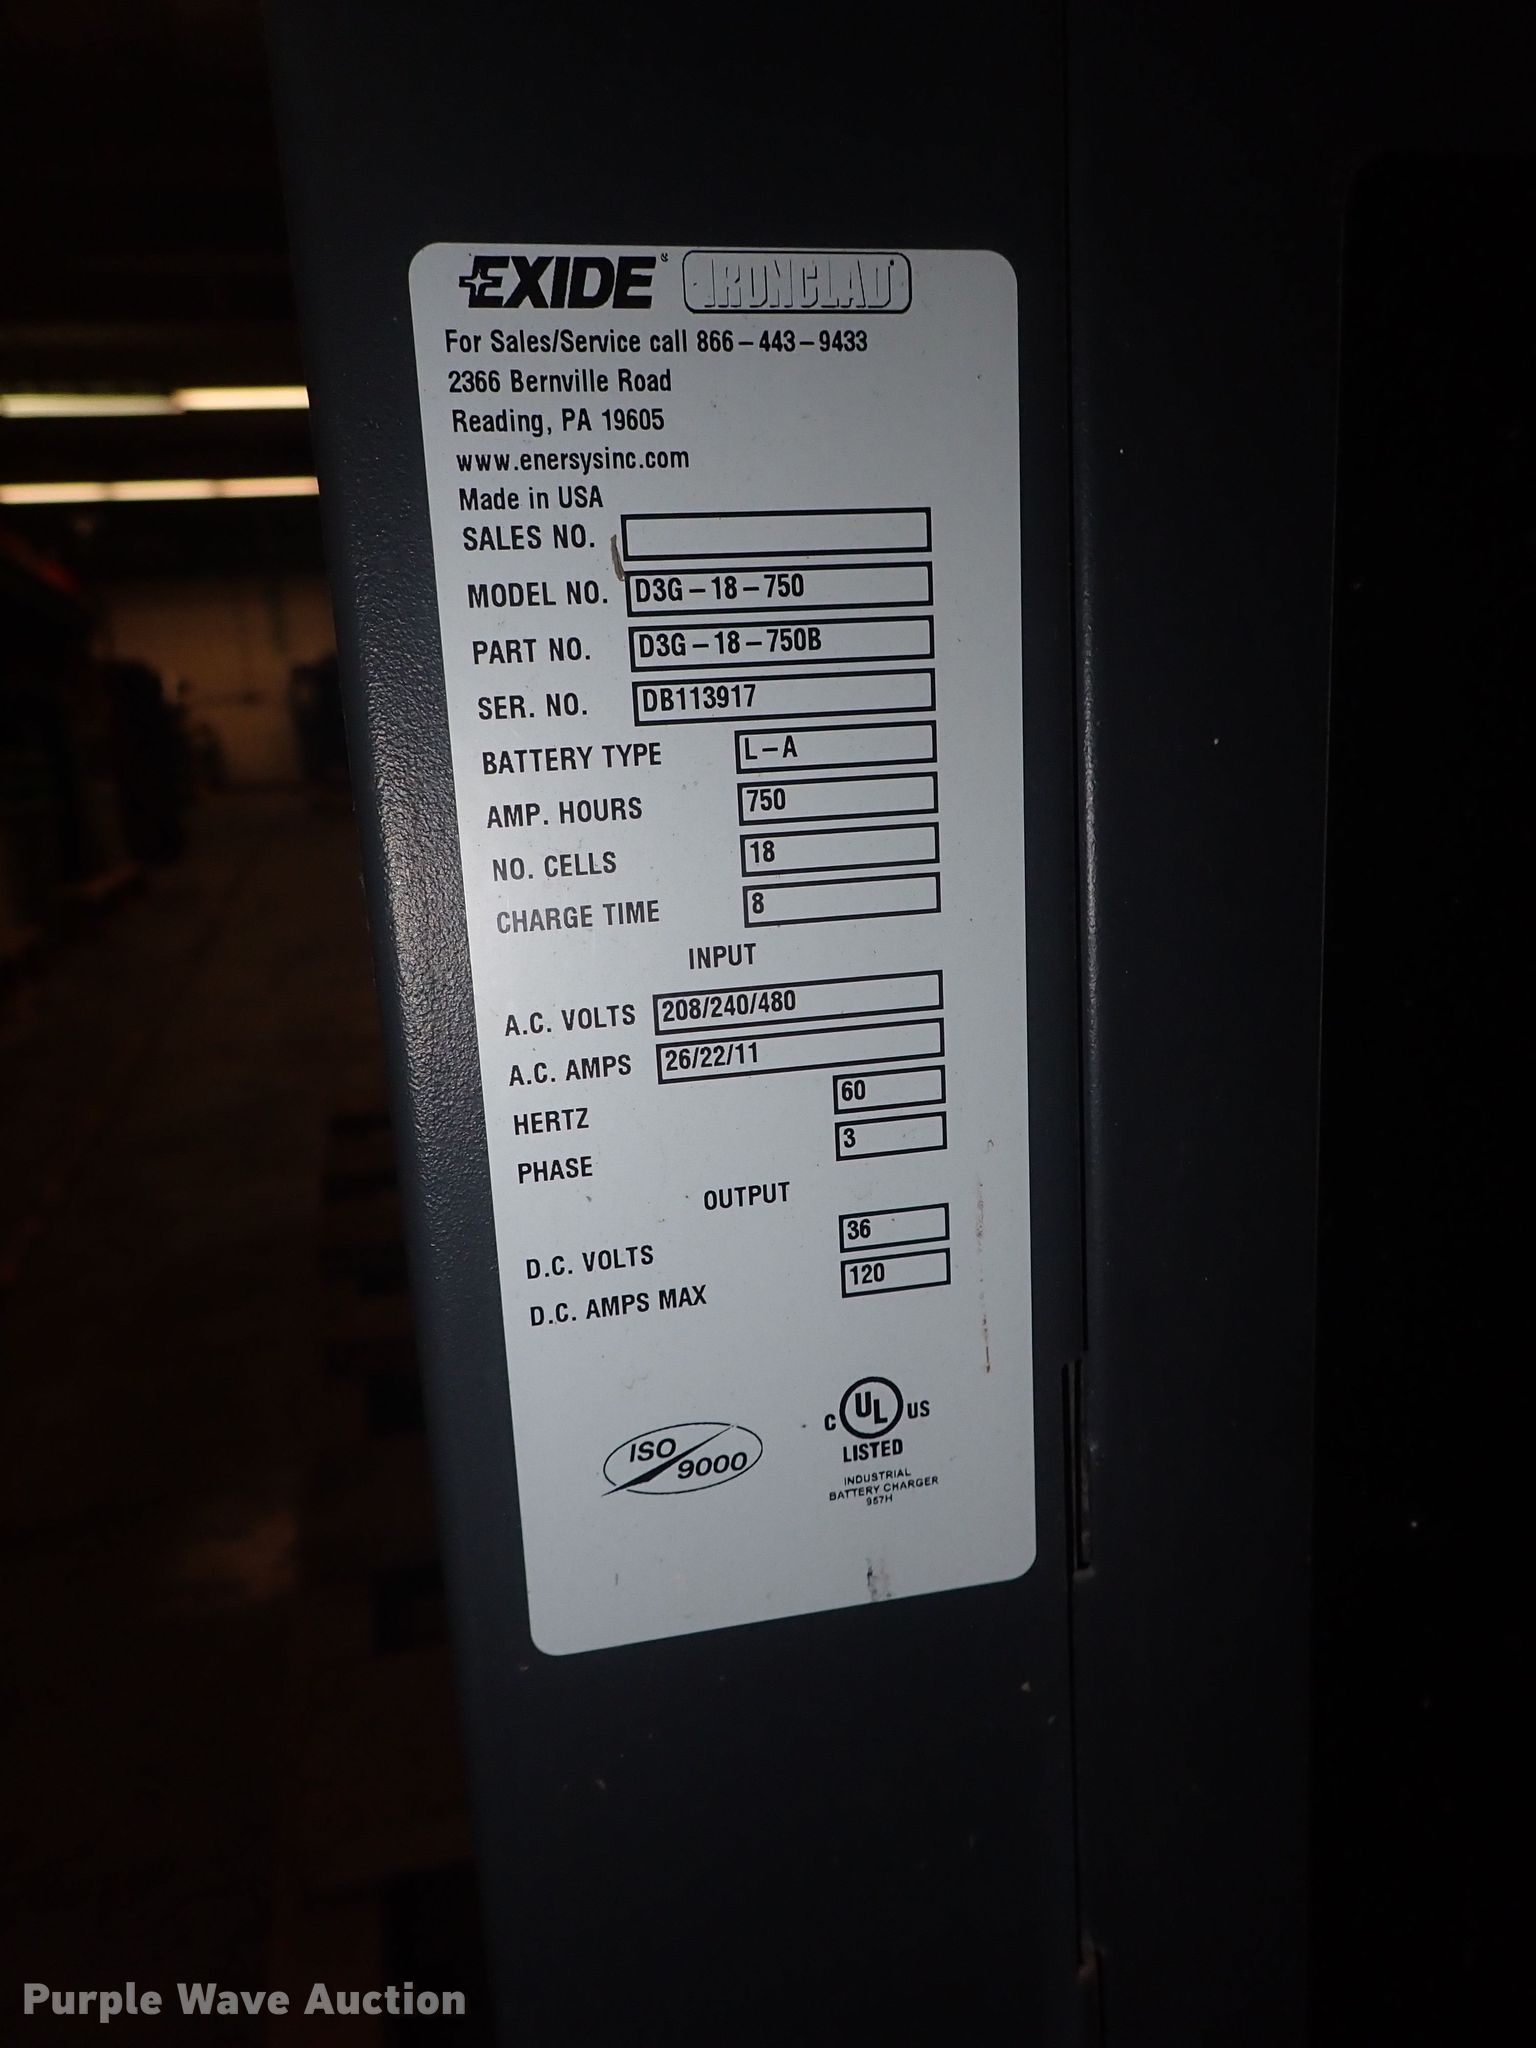 EXIDE® IRONCLAD
For Sales/Service call 866-443-9433
2366 Bernville Road
Reading, PA 19605
www.enersysinc.com
Made in USA
SALES NO.
MODEL NO. D3G-18-750
PART NO. D3G-18-750B
SER. NO. DB113917
BATTERY TYPE L-A
AMP. HOURS 750
NO. CELLS 18
CHARGE TIME 8
INPUT
A.C. VOLTS 208/240/480
A.C. AMPS 26/22/11
HERTZ 60
PHASE 3
OUTPUT
D.C. VOLTS 36
D.C. AMPS MAX 120
ISO 9000
C UL US
LISTED
INDUSTRIAL
BATTERY CHARGER
957H
Purple Wave Auction